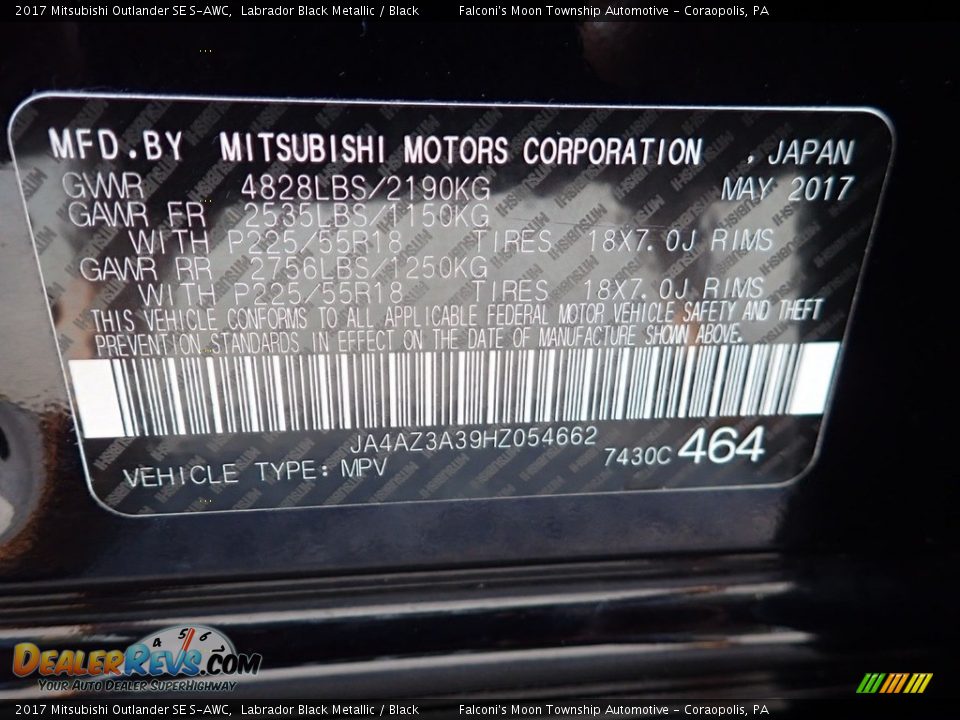 2017 Mitsubishi Outlander SE S-AWC, Labrador Black Metallic / Black Falconi's Moon Township Automotive - Coraopolis, PA
MFD.BY MITSUBISHI MOTORS CORPORATION , JAPAN
GVWR 4828LBS/2190KG MAY 2017
GAWR FR 2535LBS/1150KG
WITH P225/55R18 TIRES 18X7.0J RIMS
GAWR RR 2756LBS/1250KG
WITH P225/55R18 TIRES 18X7.0J RIMS
THIS VEHICLE CONFORMS TO ALL APPLICABLE FEDERAL MOTOR VEHICLE SAFETY AND THEFT
PREVENTION STANDARDS IN EFFECT ON THE DATE OF MANUFACTURE SHOWN ABOVE.
JA4AZ3A39HZ054662
7430C 464
VEHICLE TYPE: MPV
4 5 6
DEALERREVS.COM
Your Auto Dealer SuperHighway
2017 Mitsubishi Outlander SE S-AWC, Labrador Black Metallic / Black Falconi's Moon Township Automotive - Coraopolis, PA